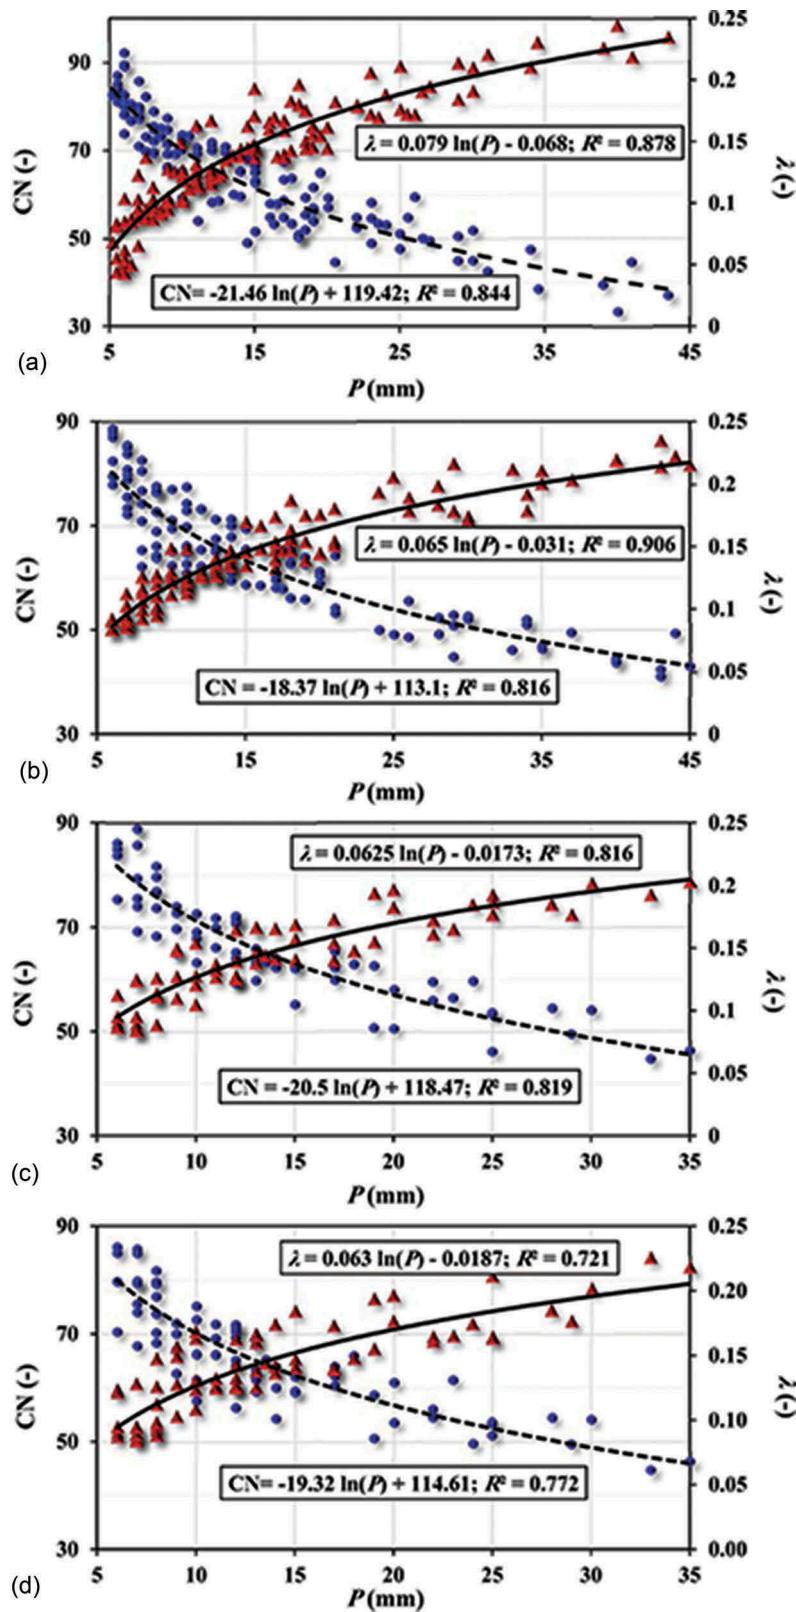 90
70
50
30
CN (-)
0.25
0.2
0.15
0.1
0.05
0
λ (-)
λ = 0.079 ln(P) - 0.068; R² = 0.878
CN= -21.46 ln(P) + 119.42; R² = 0.844
5 15 25 35 45
(a)
P (mm)
90
70
50
30
CN (-)
0.25
0.2
0.15
0.1
0.05
0
λ (-)
λ = 0.065 ln(P) - 0.031; R² = 0.906
CN = -18.37 ln(P) + 113.1; R² = 0.816
5 15 25 35 45
(b)
P (mm)
90
70
50
30
CN (-)
0.25
0.2
0.15
0.1
0.05
0
λ (-)
λ = 0.0625 ln(P) - 0.0173; R² = 0.816
CN = -20.5 ln(P) + 118.47; R² = 0.819
5 10 15 20 25 30 35
(c)
P (mm)
90
70
50
30
CN (-)
0.25
0.20
0.15
0.10
0.05
0.00
λ (-)
λ = 0.063 ln(P) - 0.0187; R² = 0.721
CN= -19.32 ln(P) + 114.61; R² = 0.772
5 10 15 20 25 30 35
(d)
P (mm)